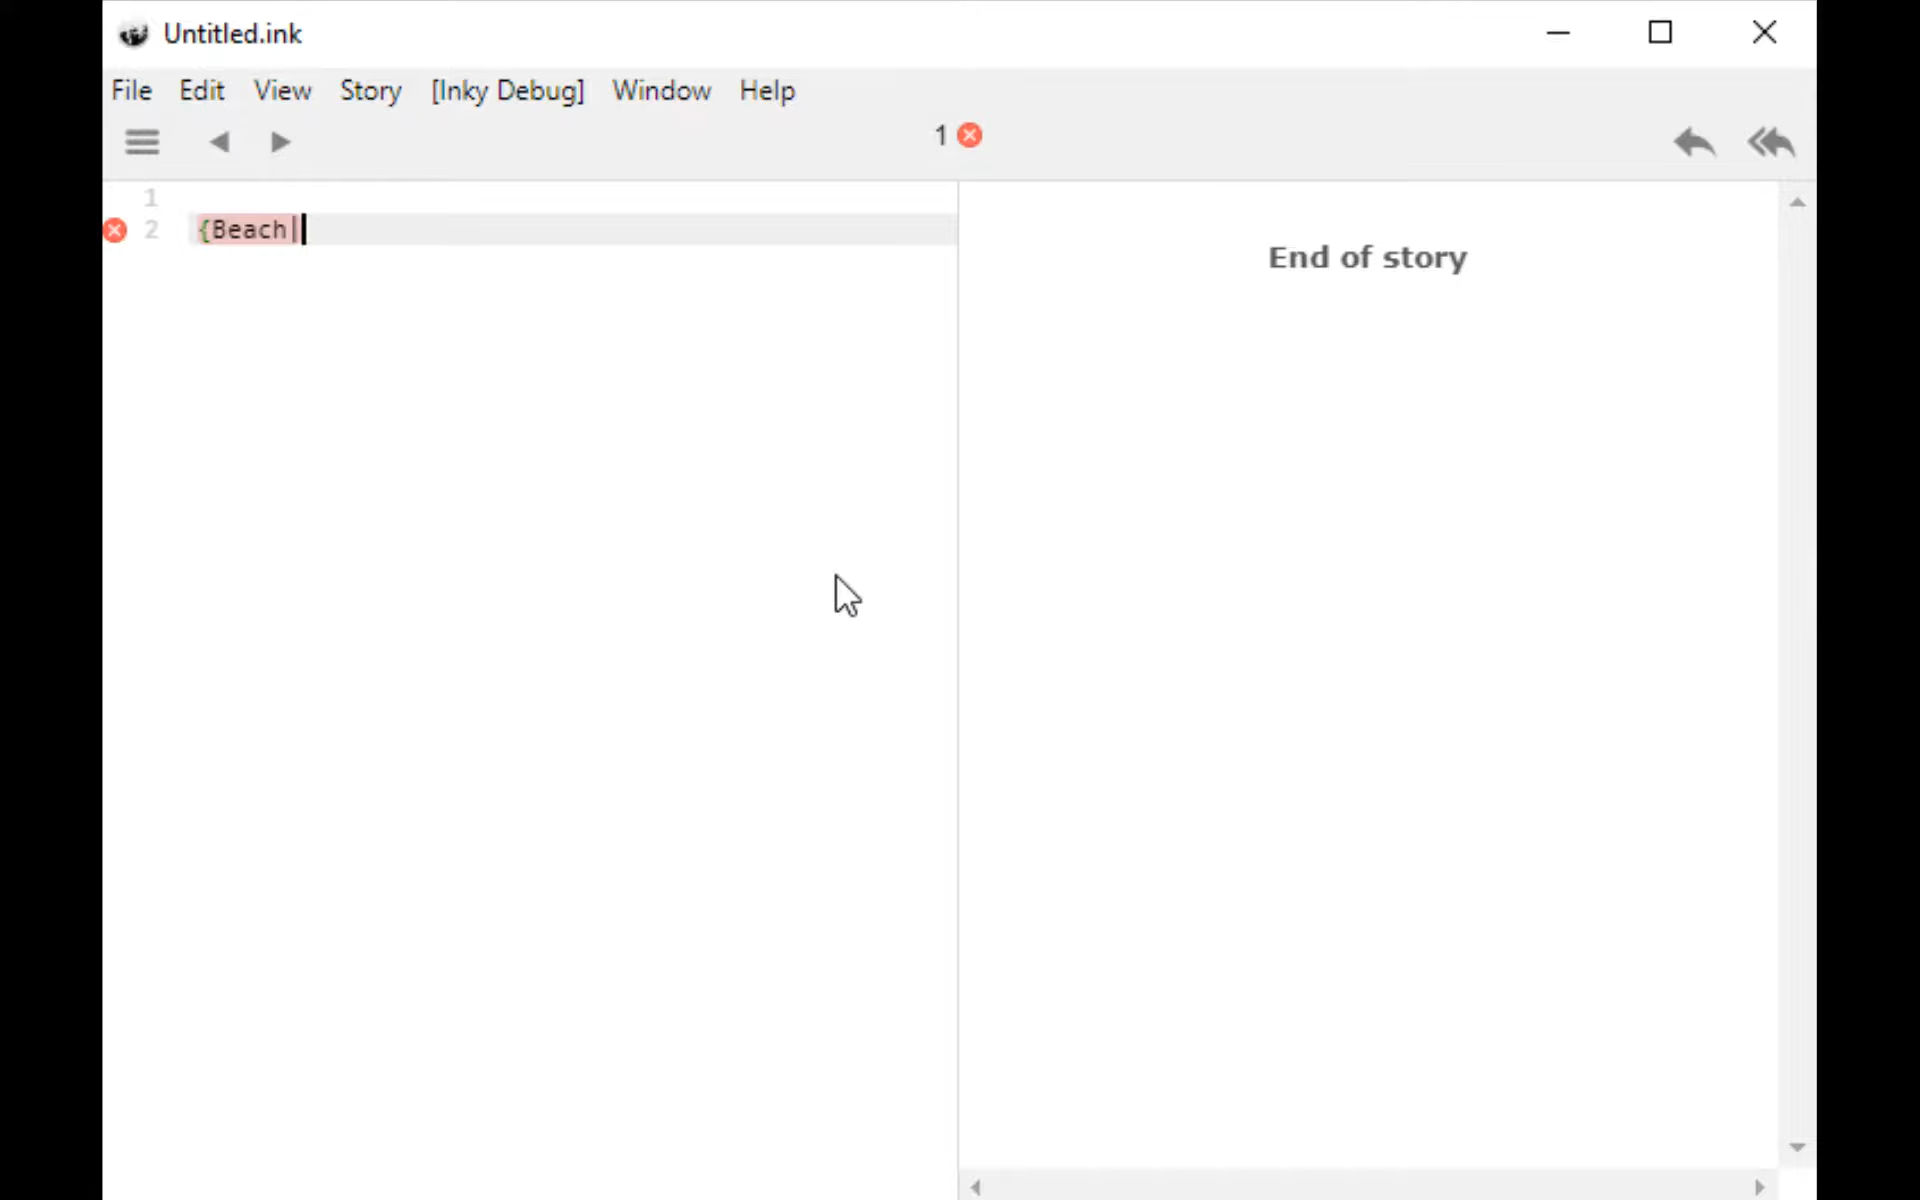 Untitled.ink
File Edit View Story [Inky Debug] Window Help
1
1
2 {Beach|
End of story